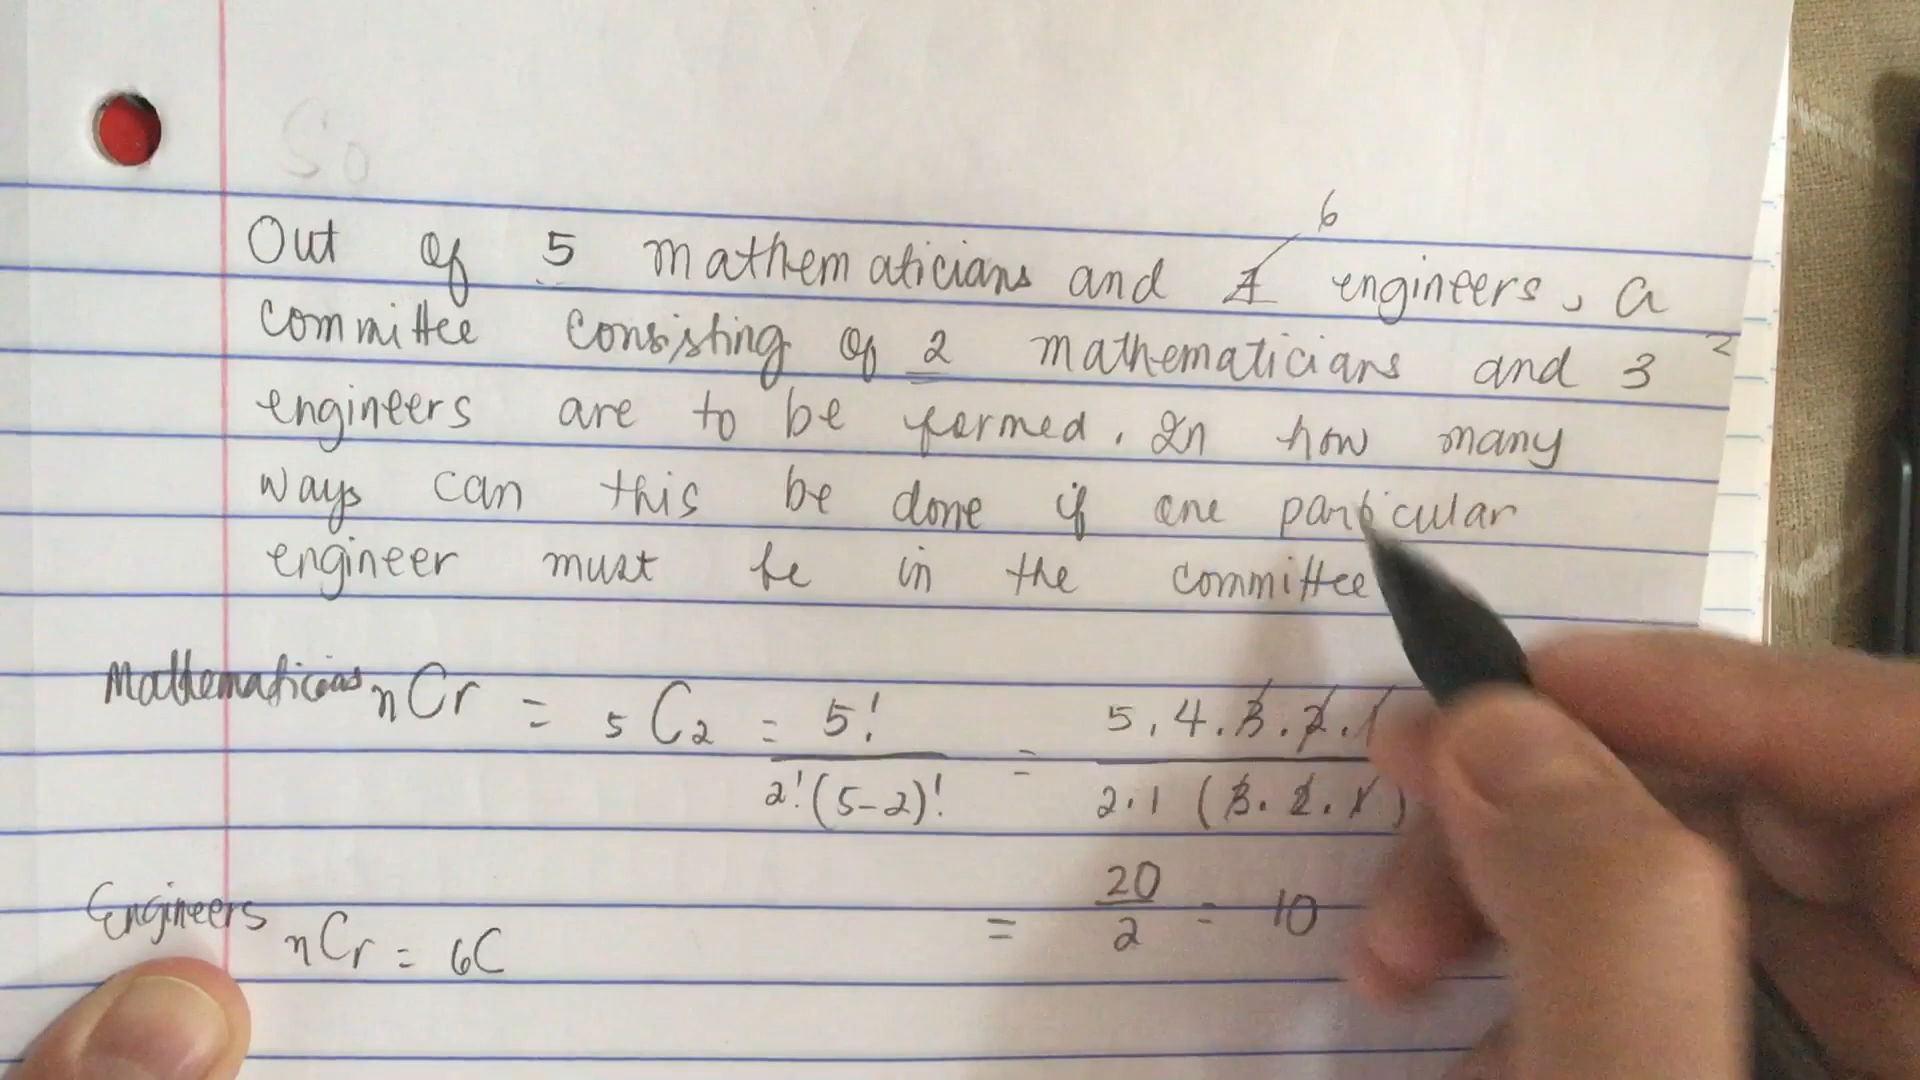 So
6
Out of 5 mathematicians and 7 engineers, a
committee consisting of 2 mathematicians and 3 2
engineers are to be formed. In how many
ways can this be done if one particular
engineer must be in the committee
Mathematicians nCr = 5C2 = 5! / 2!(5-2)! = 5.4.3.2.1 / 2.1 (3.2.1)
= 20/2 = 10
Engineers nCr = 6C